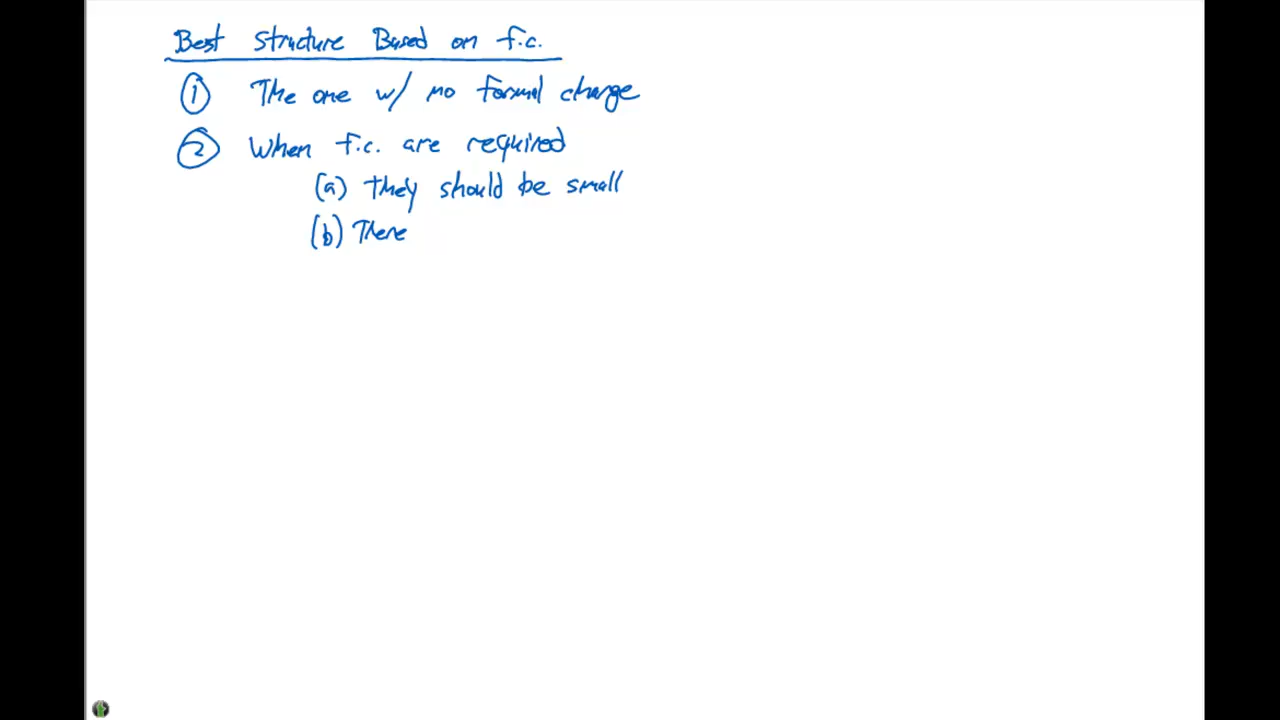 Best Structure Based on f.c.
① The one w/ no formal charge
② When f.c. are required
(a) They should be small
(b) There